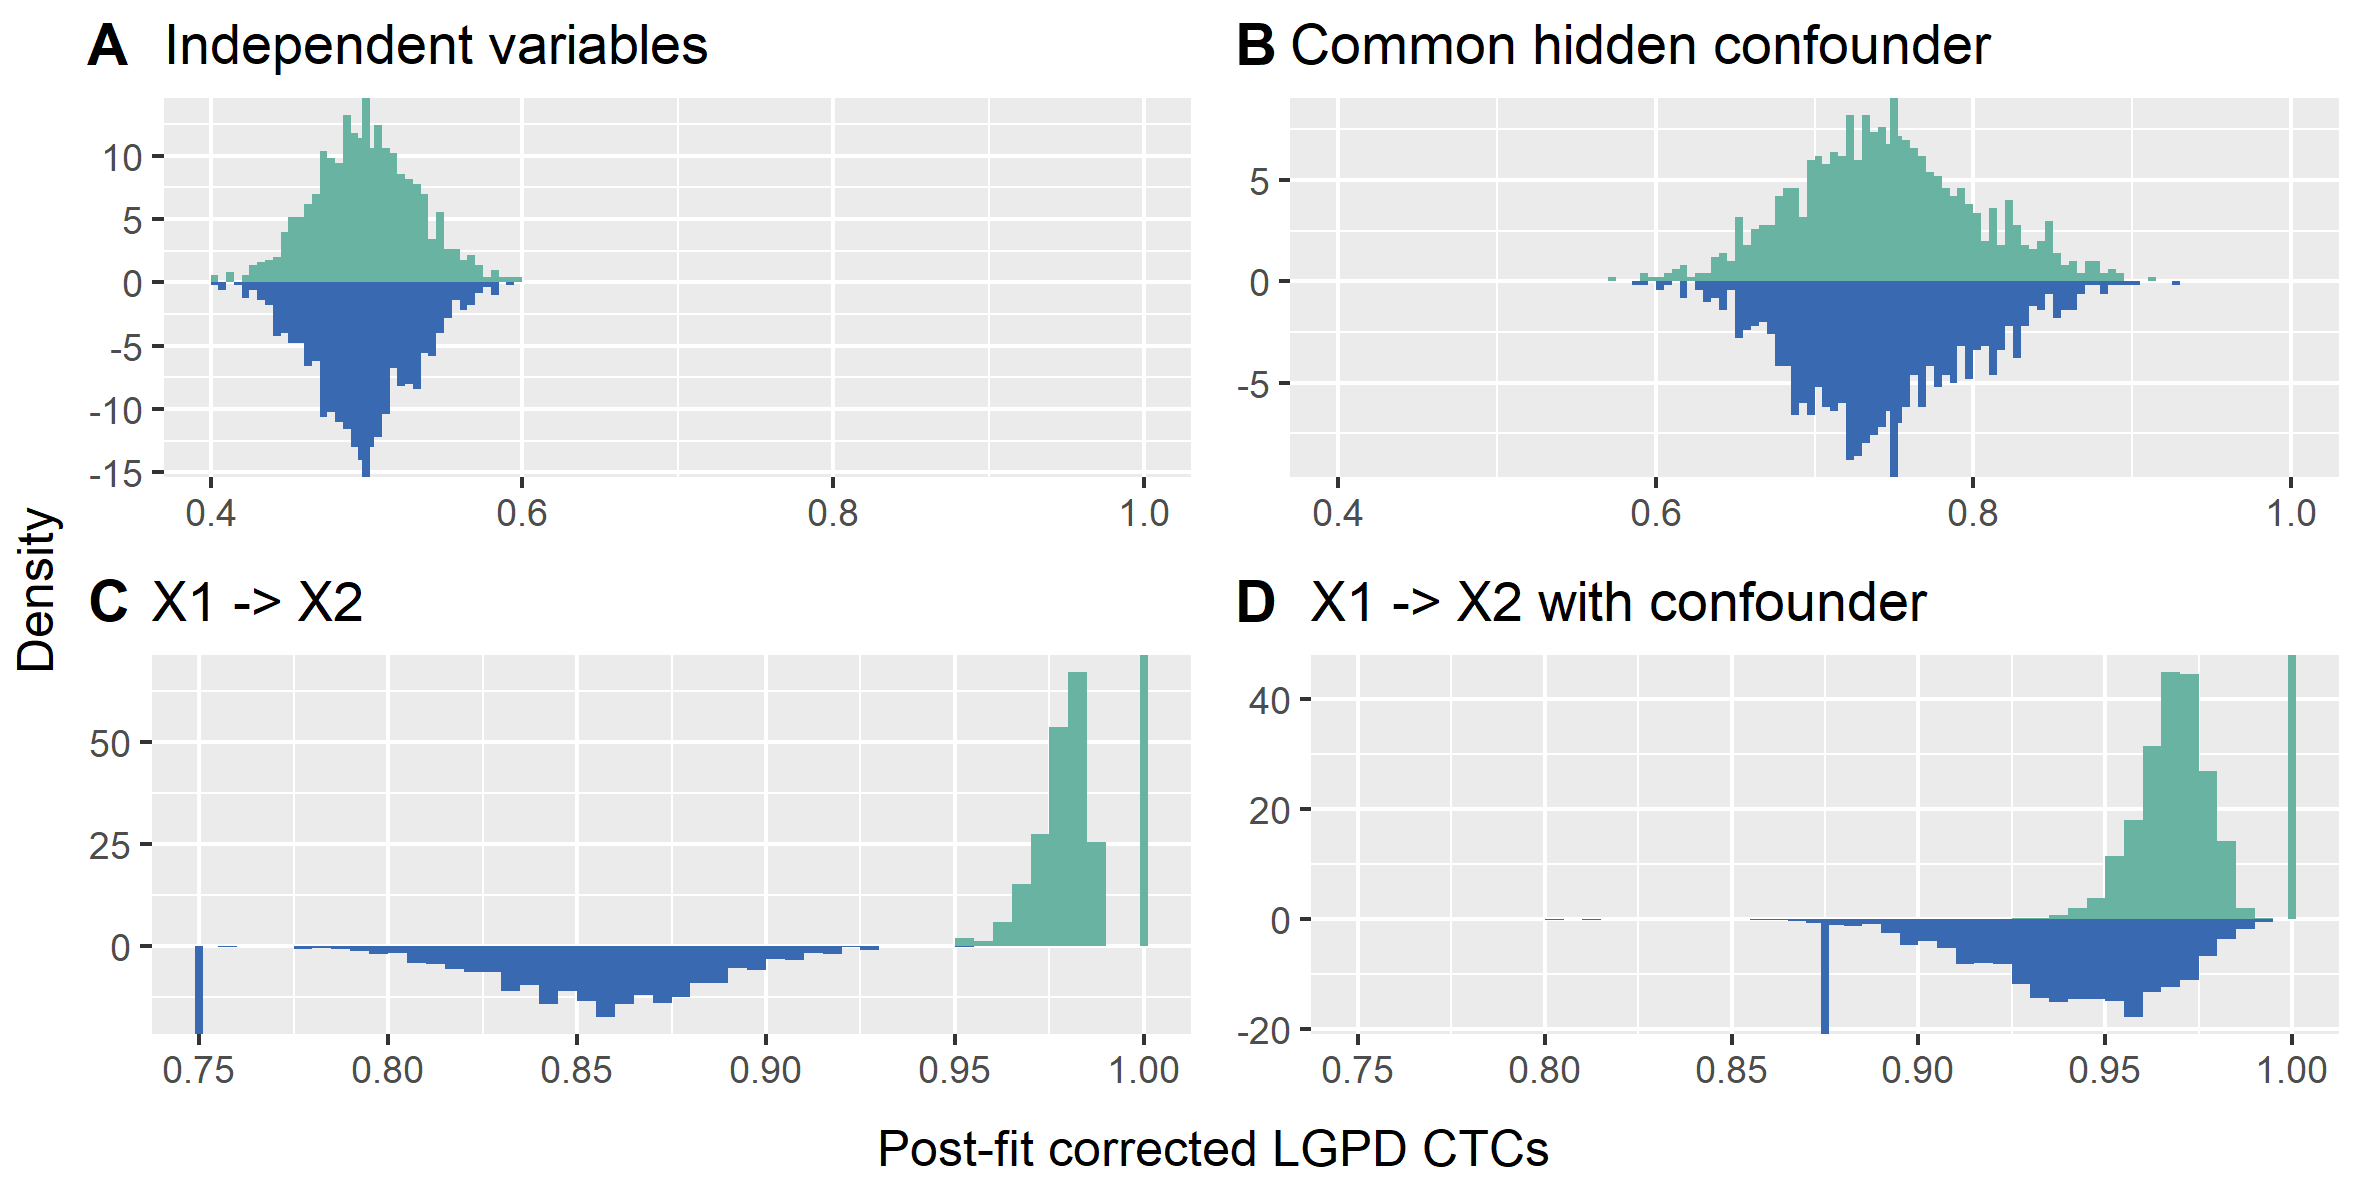 A Independent variables
10
5
0
-5
-10
-15
0.4 0.6 0.8 1.0
B Common hidden confounder
5
0
-5
0.4 0.6 0.8 1.0
Density
C X1 -> X2
50
25
0
0.75 0.80 0.85 0.90 0.95 1.00
D X1 -> X2 with confounder
40
20
0
-20
0.75 0.80 0.85 0.90 0.95 1.00
Post-fit corrected LGPD CTCs